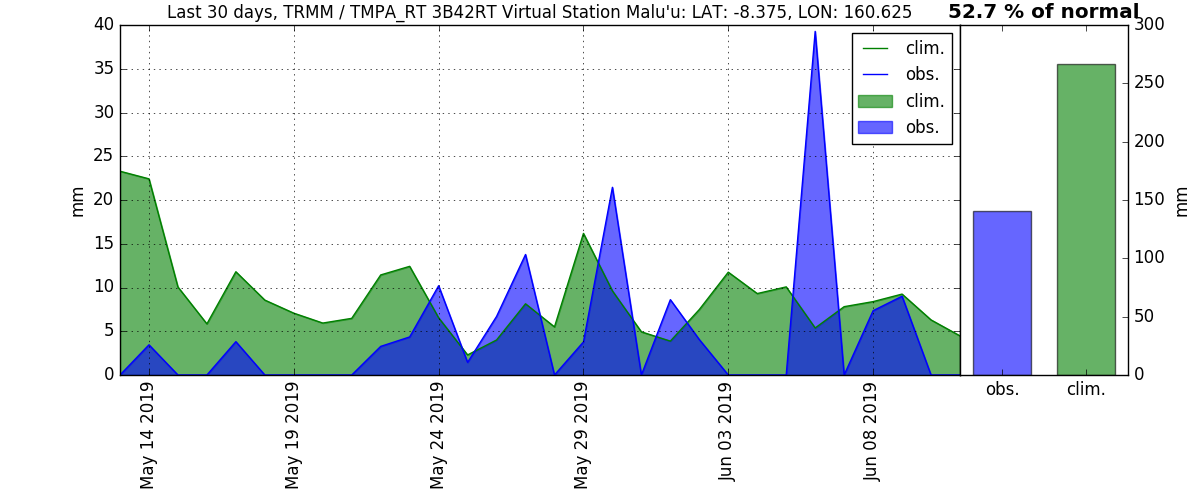 Last 30 days, TRMM / TMPA_RT 3B42RT Virtual Station Malu'u: LAT: -8.375, LON: 160.625
52.7 % of normal
mm
40
35
30
25
20
15
10
5
0
clim.
obs.
clim.
obs.
May 14 2019
May 19 2019
May 24 2019
May 29 2019
Jun 03 2019
Jun 08 2019
300
250
200
150
100
50
0
mm
obs.
clim.